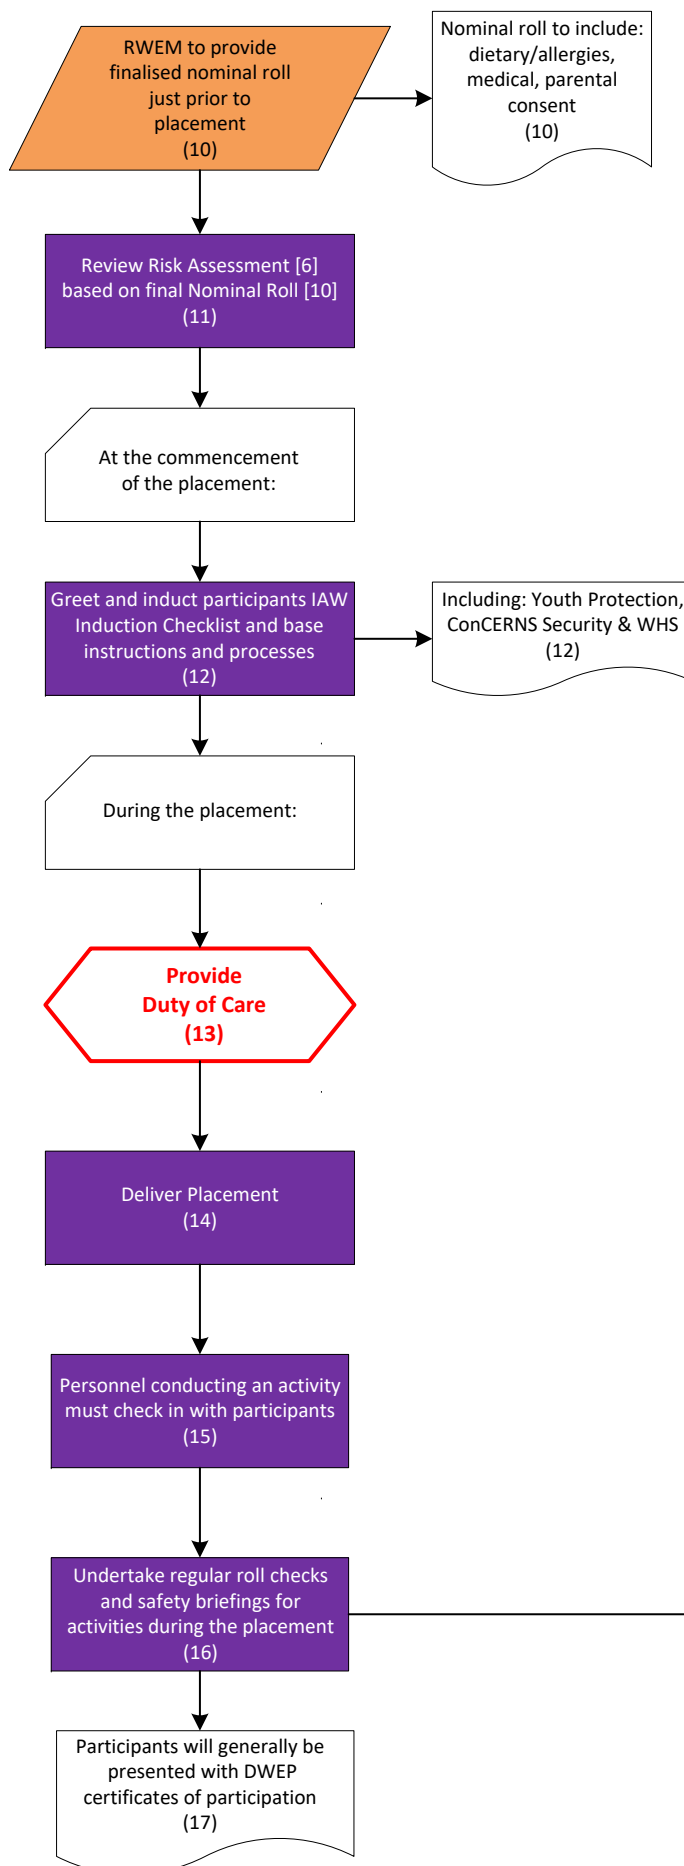 RWEM to provide
finalised nominal roll
just prior to
placement
(10)
Nominal roll to include:
dietary/allergies,
medical, parental
consent
(10)
Review Risk Assessment [6]
based on final Nominal Roll [10]
(11)
At the commencement
of the placement:
Greet and induct participants IAW
Induction Checklist and base
instructions and processes
(12)
Including: Youth Protection,
ConCERNS Security & WHS
(12)
During the placement:
Provide
Duty of Care
(13)
Deliver Placement
(14)
Personnel conducting an activity
must check in with participants
(15)
Undertake regular roll checks
and safety briefings for
activities during the placement
(16)
Participants will generally be
presented with DWEP
certificates of participation
(17)